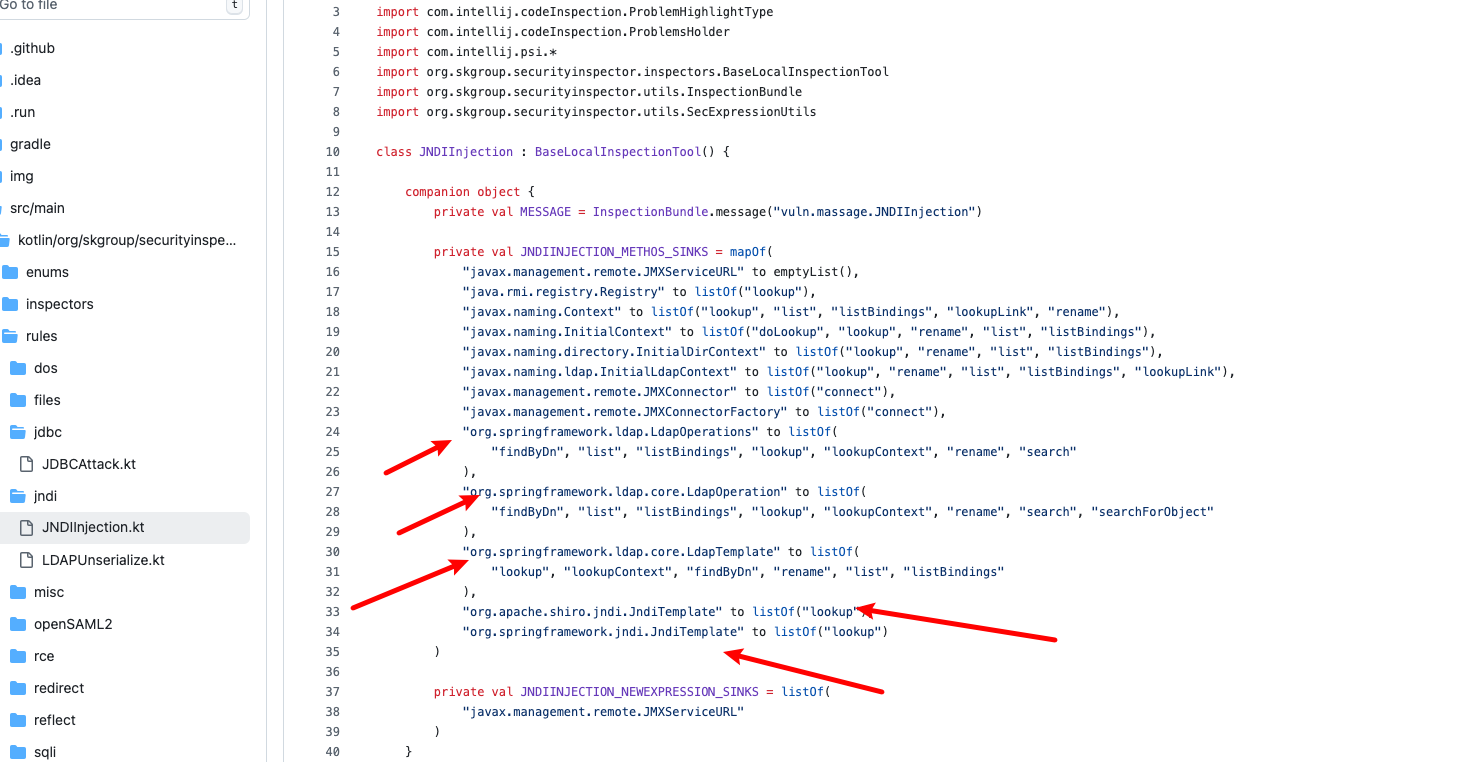 Go to file
t
.github
.idea
.run
gradle
img
src/main
kotlin/org/skgroup/securityinspe...
enums
inspectors
rules
dos
files
jdbc
JDBCAttack.kt
jndi
JNDIInjection.kt
LDAPUnserialize.kt
misc
openSAML2
rce
redirect
reflect
sqli
3 import com.intellij.codeInspection.ProblemHighlightType
4 import com.intellij.codeInspection.ProblemsHolder
5 import com.intellij.psi.*
6 import org.skgroup.securityinspector.inspectors.BaseLocalInspectionTool
7 import org.skgroup.securityinspector.utils.InspectionBundle
8 import org.skgroup.securityinspector.utils.SecExpressionUtils
9
10 class JNDIInjection : BaseLocalInspectionTool() {
11
12 companion object {
13 private val MESSAGE = InspectionBundle.message("vuln.massage.JNDIInjection")
14
15 private val JNDIINJECTION_METHOS_SINKS = mapOf(
16 "javax.management.remote.JMXServiceURL" to emptyList(),
17 "java.rmi.registry.Registry" to listOf("lookup"),
18 "javax.naming.Context" to listOf("lookup", "list", "listBindings", "lookupLink", "rename"),
19 "javax.naming.InitialContext" to listOf("doLookup", "lookup", "rename", "list", "listBindings"),
20 "javax.naming.directory.InitialDirContext" to listOf("lookup", "rename", "list", "listBindings"),
21 "javax.naming.ldap.InitialLdapContext" to listOf("lookup", "rename", "list", "listBindings", "lookupLink"),
22 "javax.management.remote.JMXConnector" to listOf("connect"),
23 "javax.management.remote.JMXConnectorFactory" to listOf("connect"),
24 "org.springframework.ldap.LdapOperations" to listOf(
25 "findByDn", "list", "listBindings", "lookup", "lookupContext", "rename", "search"
26 ),
27 "org.springframework.ldap.core.LdapOperation" to listOf(
28 "findByDn", "list", "listBindings", "lookup", "lookupContext", "rename", "search", "searchForObject"
29 ),
30 "org.springframework.ldap.core.LdapTemplate" to listOf(
31 "lookup", "lookupContext", "findByDn", "rename", "list", "listBindings"
32 ),
33 "org.apache.shiro.jndi.JndiTemplate" to listOf("lookup"),
34 "org.springframework.jndi.JndiTemplate" to listOf("lookup")
35 )
36
37 private val JNDIINJECTION_NEWEXPRESSION_SINKS = listOf(
38 "javax.management.remote.JMXServiceURL"
39 )
40 }